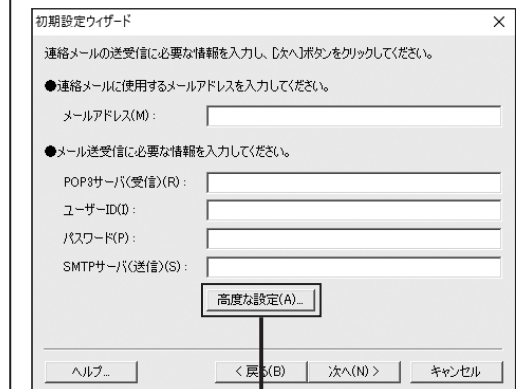 初期設定ウィザード
連絡メールの送受信に必要な情報を入力し、[次へ]ボタンをクリックしてください。
●連絡メールに使用するメールアドレスを入力してください。
メールアドレス(M)：
●メール送受信に必要な情報を入力してください。
POP3サーバ(受信)(R)：
ユーザーID(I)：
パスワード(P)：
SMTPサーバ(送信)(S)：
高度な設定(A)...
ヘルプ... < 戻る(B) 次へ(N) > キャンセル